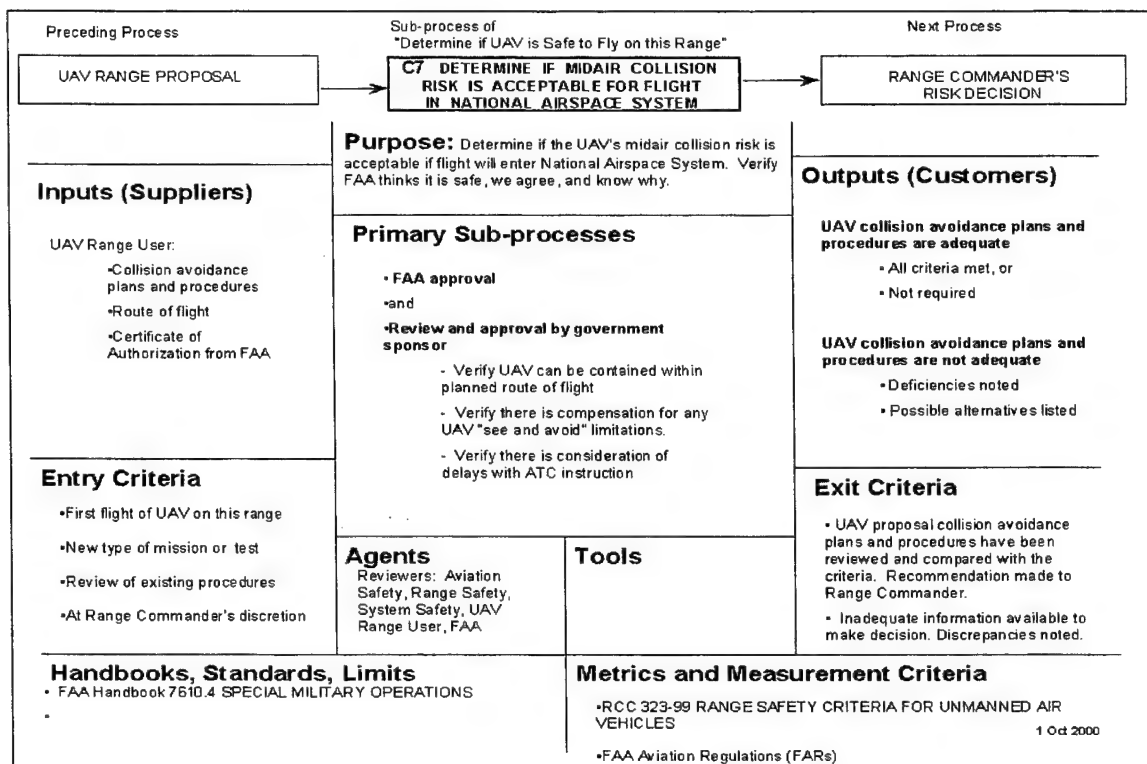 Preceding Process
Sub-process of
"Determine if UAV is Safe to Fly on this Range"
Next Process
UAV RANGE PROPOSAL
C7 DETERMINE IF MIDAIR COLLISION
RISK IS ACCEPTABLE FOR FLIGHT
IN NATIONAL AIRSPACE SYSTEM
RANGE COMMANDER'S
RISK DECISION
Purpose: Determine if the UAV's midair collision risk is
acceptable if flight will enter National Airspace System. Verify
FAA thinks it is safe, we agree, and know why.
Inputs (Suppliers)
UAV Range User:
•Collision avoidance
plans and procedures
•Route of flight
•Certificate of
Authorization from FAA
Primary Sub-processes
• FAA approval
•and
•Review and approval by government
sponsor
- Verify UAV can be contained within
planned route of flight
- Verify there is compensation for any
UAV "see and avoid" limitations.
- Verify there is consideration of
delays with ATC instruction
Outputs (Customers)
UAV collision avoidance plans and
procedures are adequate
• All criteria met, or
• Not required
UAV collision avoidance plans and
procedures are not adequate
• Deficiencies noted
• Possible alternatives listed
Entry Criteria
•First flight of UAV on this range
•New type of mission or test
•Review of existing procedures
•At Range Commander's discretion
Agents
Reviewers: Aviation
Safety, Range Safety,
System Safety, UAV
Range User, FAA
Tools
Exit Criteria
• UAV proposal collision avoidance
plans and procedures have been
reviewed and compared with the
criteria. Recommendation made to
Range Commander.
• Inadequate information available to
make decision. Discrepancies noted.
Handbooks, Standards, Limits
• FAA Handbook 7610.4 SPECIAL MILITARY OPERATIONS
•
Metrics and Measurement Criteria
•RCC 323-99 RANGE SAFETY CRITERIA FOR UNMANNED AIR
VEHICLES
1 Oct 2000
•FAA Aviation Regulations (FARs)